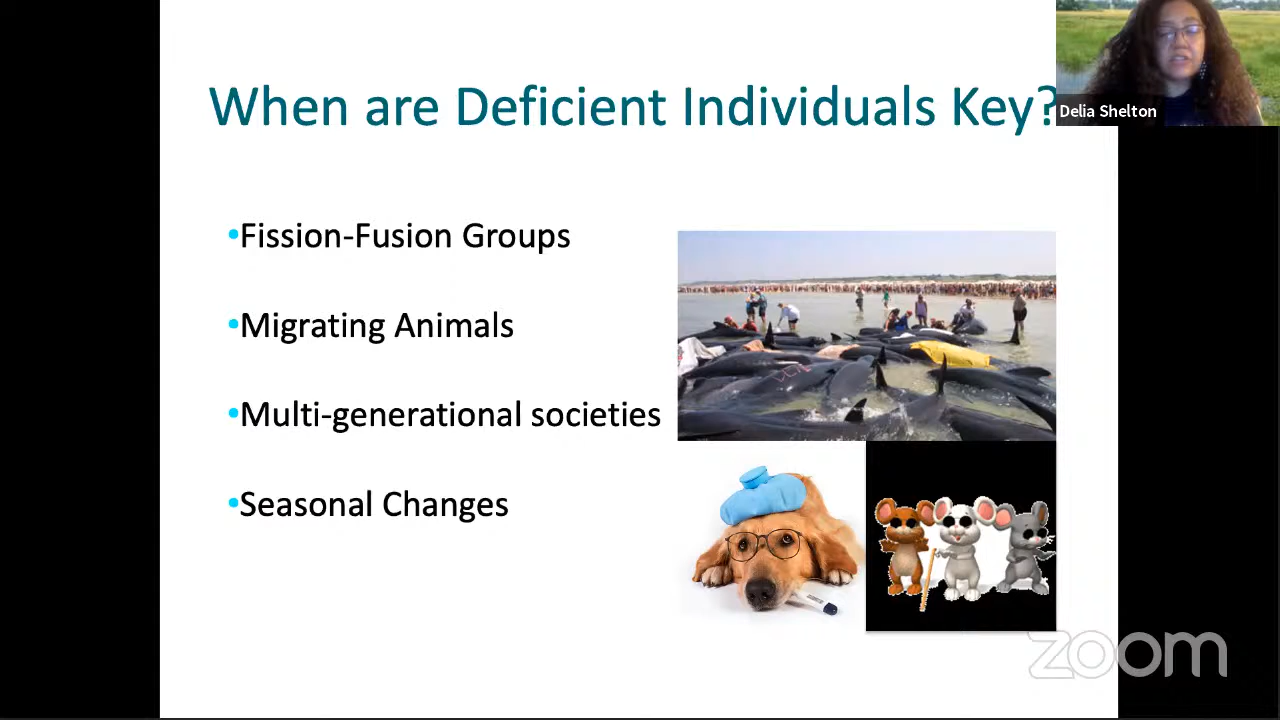 When are Deficient Individuals Key?
Delia Shelton
•Fission-Fusion Groups
•Migrating Animals
•Multi-generational societies
•Seasonal Changes
zoom